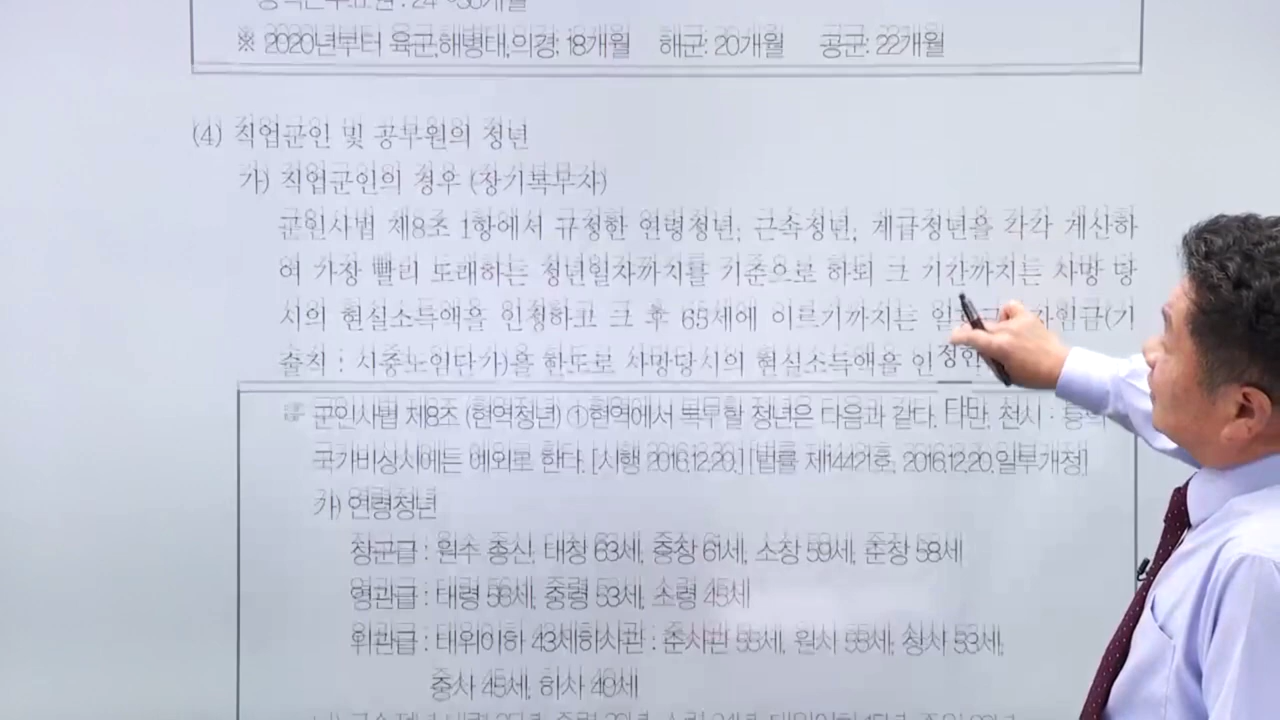 ※ 2020년부터 육군,해병대,의경: 18개월 해군: 20개월 공군: 22개월
(4) 직업군인 및 공무원의 정년
가) 직업군인의 경우 (장기복무자)
군인사법 제8조 1항에서 규정한 연령정년, 근속정년, 계급정년을 각각 계산하
여 가장 빨리 도래하는 정년일자까지를 기준으로 하되 그 기간까지는 사망 당
시의 현실소득액을 인정하고 그 후 65세에 이르기까지는 임금(기
출처 : 시중노임단가)을 한도로 사망당시의 현실소득액을 인정한
군인사법 제8조 (현역정년) ①현역에서 복무할 정년은 다음과 같다. 다만, 전시 ·
국가비상시에는 예외로 한다. [시행 2016.12.20.] [법률 제14421호, 2016.12.20.일부개정]
가) 연령정년
장군급 : 원수 종신, 대장 63세, 중장 61세, 소장 59세, 준장 58세
영관급 : 대령 56세, 중령 53세, 소령 45세
위관급 : 대위이하 43세하사관 : 준사관 55세, 원사 55세, 상사 53세,
중사 45세, 하사 40세